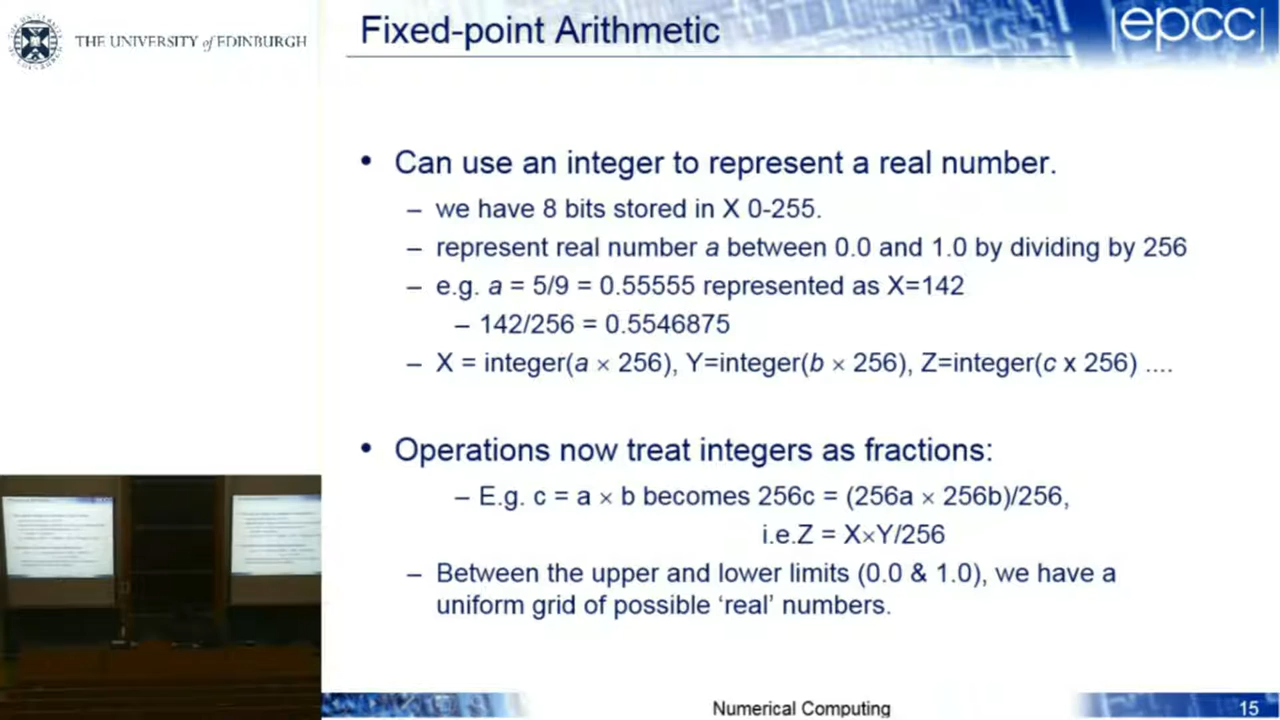 THE UNIVERSITY of EDINBURGH
Fixed-point Arithmetic
|epcc|
• Can use an integer to represent a real number.
– we have 8 bits stored in X 0-255.
– represent real number a between 0.0 and 1.0 by dividing by 256
– e.g. a = 5/9 = 0.55555 represented as X=142
– 142/256 = 0.5546875
– X = integer(a × 256), Y=integer(b × 256), Z=integer(c x 256) ....
• Operations now treat integers as fractions:
– E.g. c = a × b becomes 256c = (256a × 256b)/256,
i.e.Z = X×Y/256
– Between the upper and lower limits (0.0 & 1.0), we have a
uniform grid of possible ‘real’ numbers.
Numerical Computing
15